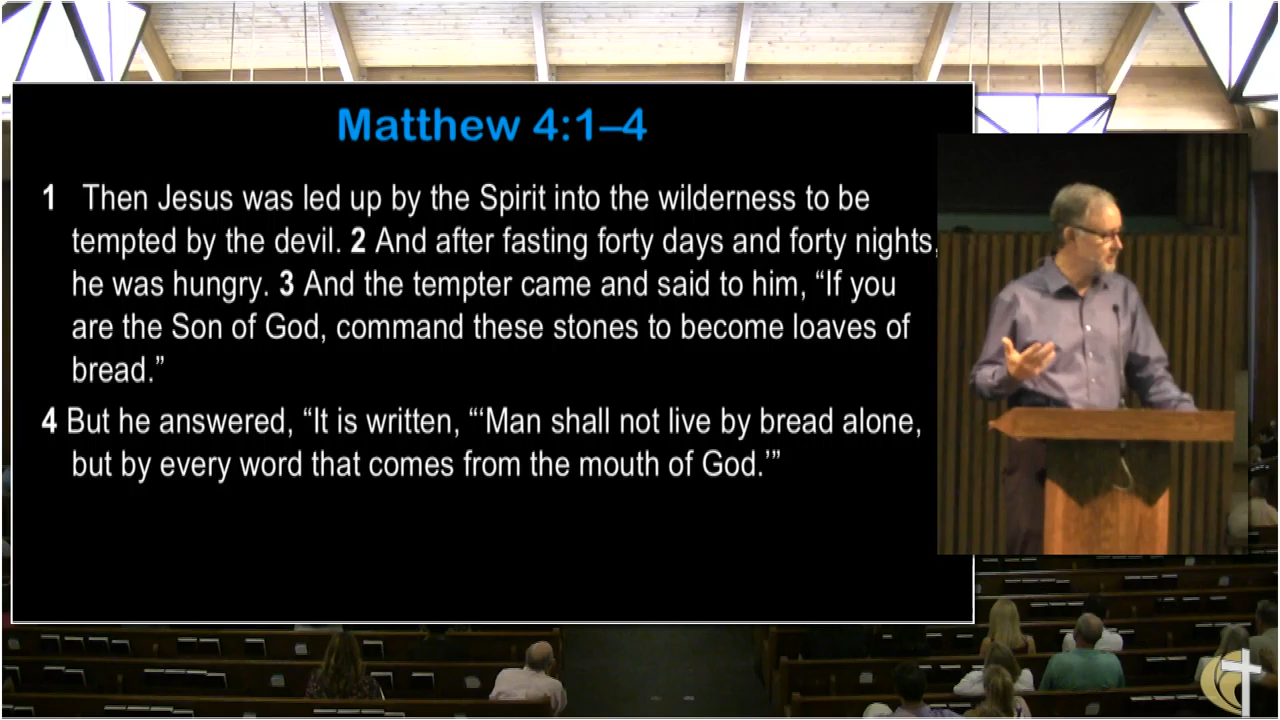 Matthew 4:1–4
1 Then Jesus was led up by the Spirit into the wilderness to be
tempted by the devil. 2 And after fasting forty days and forty nights,
he was hungry. 3 And the tempter came and said to him, “If you
are the Son of God, command these stones to become loaves of
bread.”
4 But he answered, “It is written, “‘Man shall not live by bread alone,
but by every word that comes from the mouth of God.’”